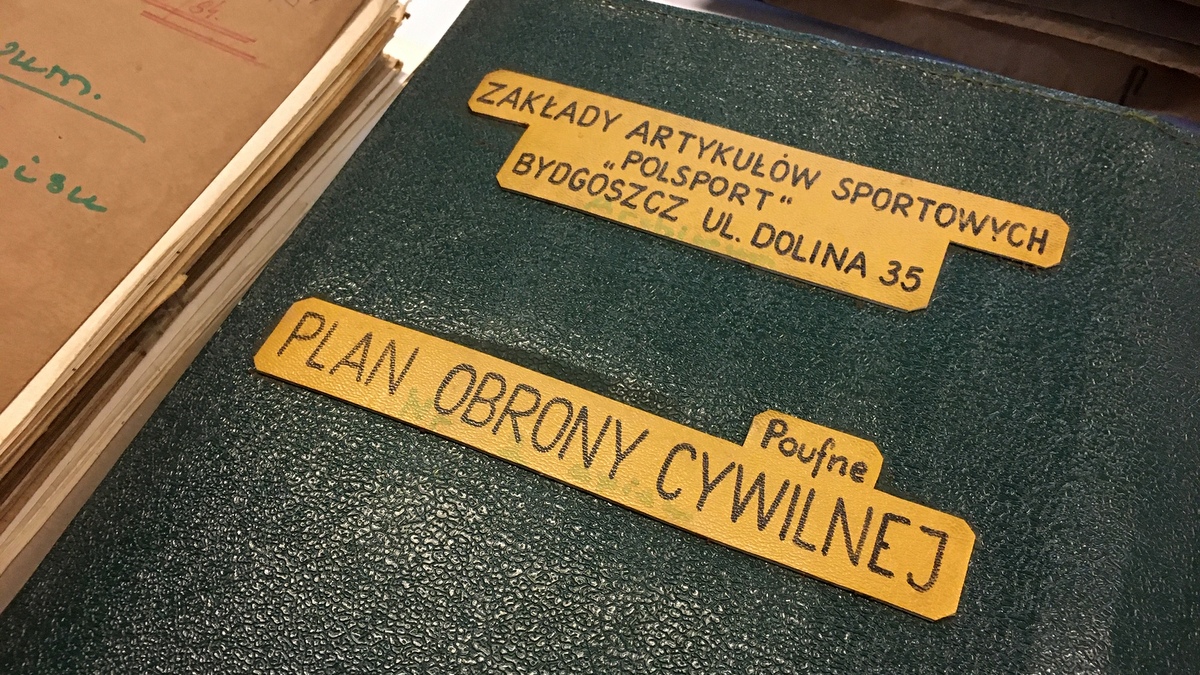 ZAKŁADY ARTYKUŁÓW SPORTOWYCH
"POLSPORT"
BYDGOSZCZ UL. DOLINA 35
Poufne
PLAN OBRONY CYWILNEJ